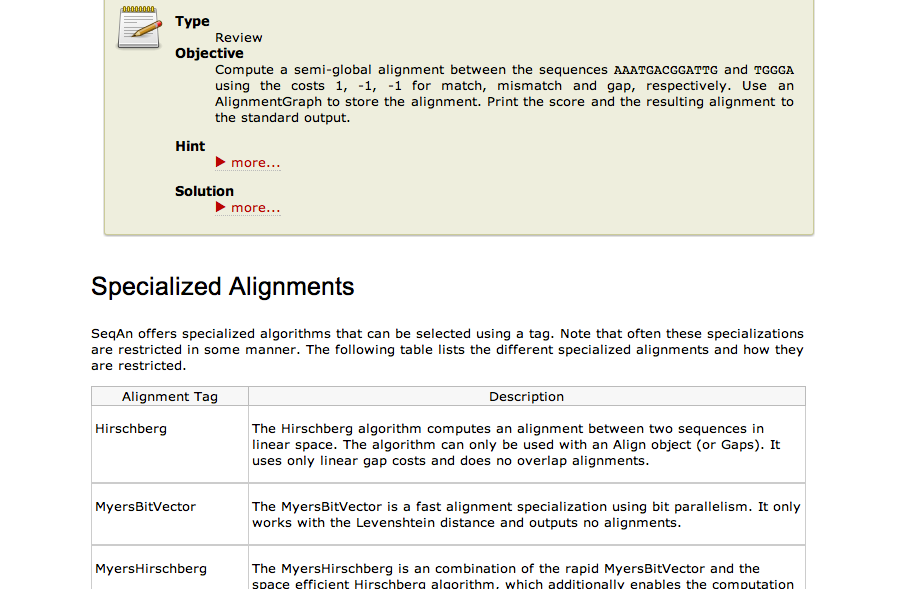 Type
Review
Objective
Compute a semi-global alignment between the sequences AAATGACGGATTG and TGGGA
using the costs 1, -1, -1 for match, mismatch and gap, respectively. Use an
AlignmentGraph to store the alignment. Print the score and the resulting alignment to
the standard output.
Hint
more...
Solution
more...
Specialized Alignments
SeqAn offers specialized algorithms that can be selected using a tag. Note that often these specializations
are restricted in some manner. The following table lists the different specialized alignments and how they
are restricted.
Alignment Tag
Description
Hirschberg
The Hirschberg algorithm computes an alignment between two sequences in
linear space. The algorithm can only be used with an Align object (or Gaps). It
uses only linear gap costs and does no overlap alignments.
MyersBitVector
The MyersBitVector is a fast alignment specialization using bit parallelism. It only
works with the Levenshtein distance and outputs no alignments.
MyersHirschberg
The MyersHirschberg is an combination of the rapid MyersBitVector and the
space efficient Hirschberg algorithm, which additionally enables the computation